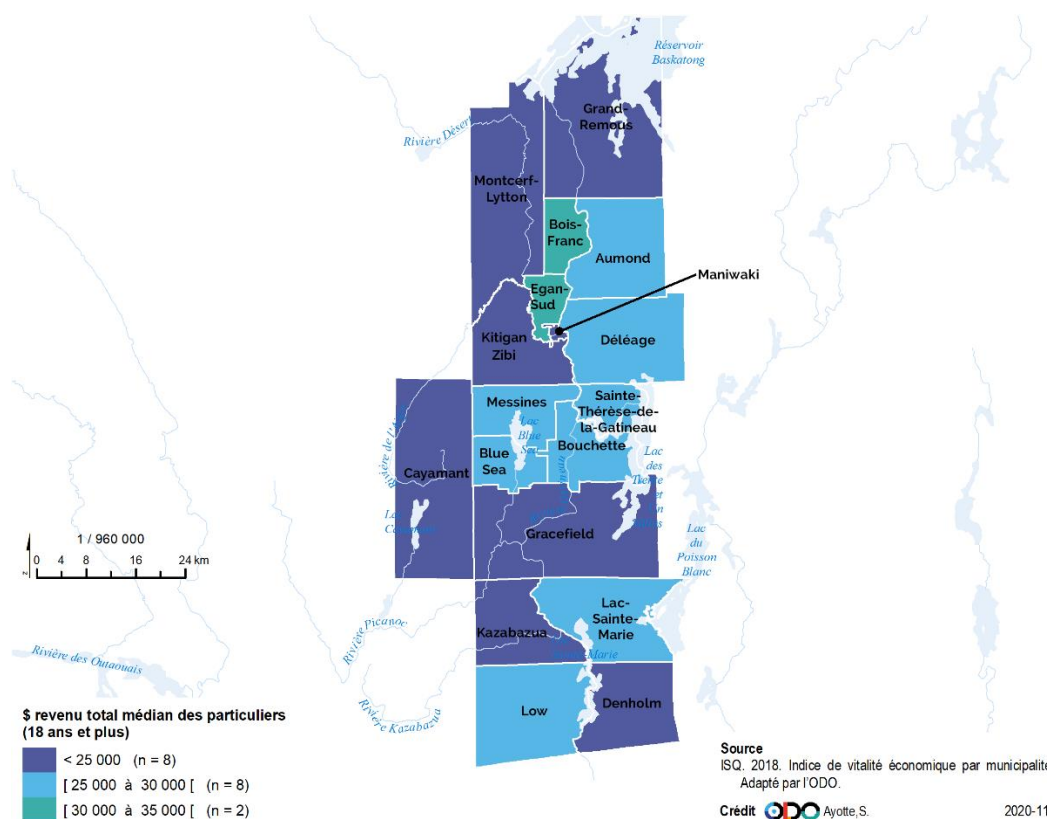 Réservoir
Baskatong
Grand-
Remous
Rivière Désert
Montcerf-
Lytton
Bois-
Franc
Aumond
Maniwaki
Egan-
Sud
Kitigan
Zibi
Déléage
Messines
Sainte-
Thérèse-de-
la-Gatineau
Lac
Blue
Sea
Blue
Sea
Bouchette
Rivière de l'Ai
Cayamant
Lac
des
Trente
et
Un
Gracefield
Lac
du
Poisson
Blanc
1 / 960 000
0 4 8 16 24 km
z
Lac-
Sainte-
Marie
Kazabazua
Rivière Picanoc
Marie
Rivière des Outaouais
Rivière Kazabazua
Low
Denholm
$ revenu total médian des particuliers
(18 ans et plus)
< 25 000 (n = 8)
[ 25 000 à 30 000 [ (n = 8)
[ 30 000 à 35 000 [ (n = 2)
Source
ISQ. 2018. Indice de vitalité économique par municipalité
Adapté par l'ODO.
Crédit ODO Ayotte,S. 2020-11